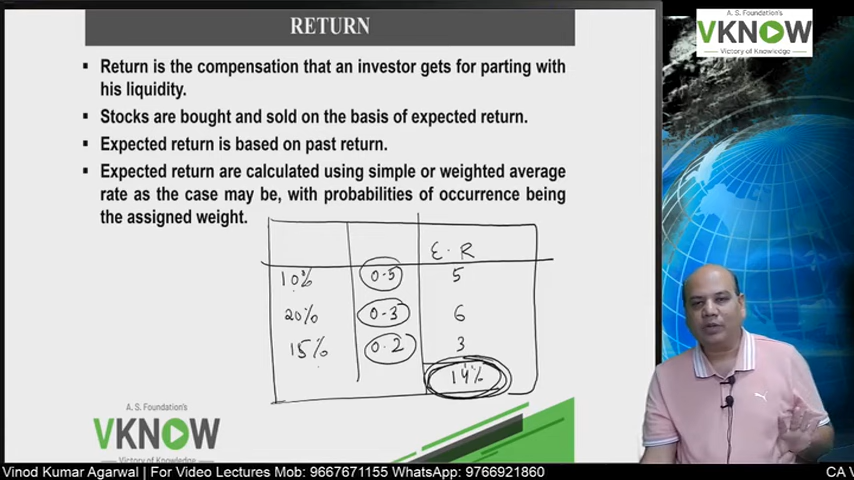 RETURN
A. S. Foundation's
VKNOW
Victory of Knowledge
▪ Return is the compensation that an investor gets for parting with
his liquidity.
▪ Stocks are bought and sold on the basis of expected return.
▪ Expected return is based on past return.
▪ Expected return are calculated using simple or weighted average
rate as the case may be, with probabilities of occurrence being
the assigned weight.
E.R
10% 0.5 5
20% 0.3 6
15% 0.2 3
14%
A. S. Foundation's
VKNOW
Victory of Knowledge
Vinod Kumar Agarwal | For Video Lectures Mob: 9667671155 WhatsApp: 9766921860
CA V